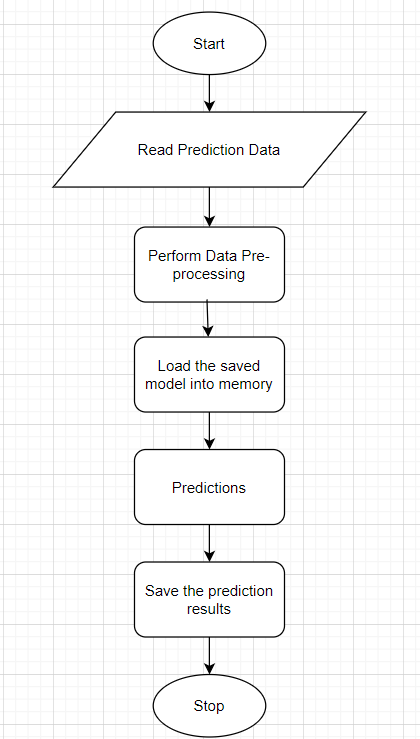 Start
Read Prediction Data
Perform Data Pre-
processing
Load the saved
model into memory
Predictions
Save the prediction
results
Stop